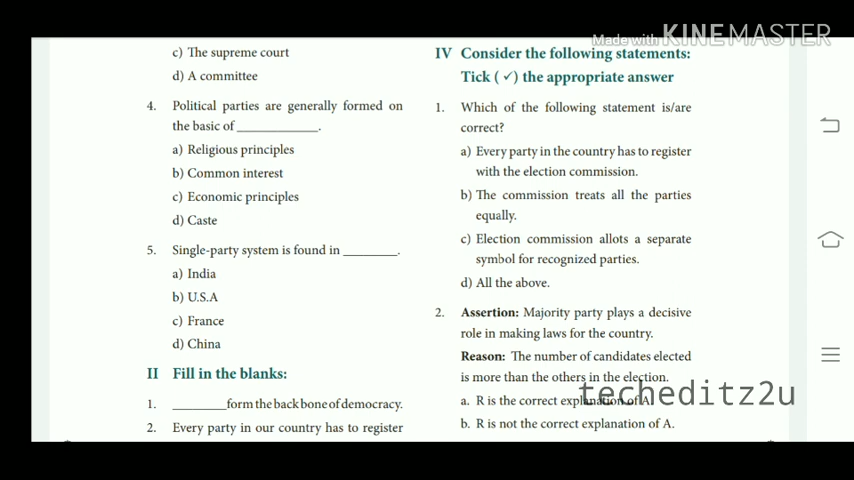 Made with KINEMASTER
c) The supreme court
d) A committee
4. Political parties are generally formed on
the basic of ____________.
a) Religious principles
b) Common interest
c) Economic principles
d) Caste
5. Single-party system is found in ________.
a) India
b) U.S.A
c) France
d) China
II Fill in the blanks:
1. ________form the back bone of democracy.
2. Every party in our country has to register
IV Consider the following statements:
Tick ( ✓) the appropriate answer
1. Which of the following statement is/are
correct?
a) Every party in the country has to register
with the election commission.
b) The commission treats all the parties
equally.
c) Election commission allots a separate
symbol for recognized parties.
d) All the above.
2. Assertion: Majority party plays a decisive
role in making laws for the country.
Reason: The number of candidates elected
is more than the others in the election.
a. R is the correct explanation of A.
b. R is not the correct explanation of A.
techeditz2u